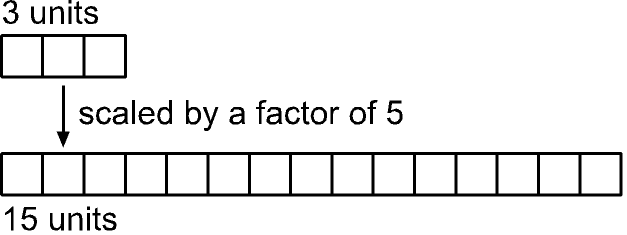 3 units
scaled by a factor of 5
15 units